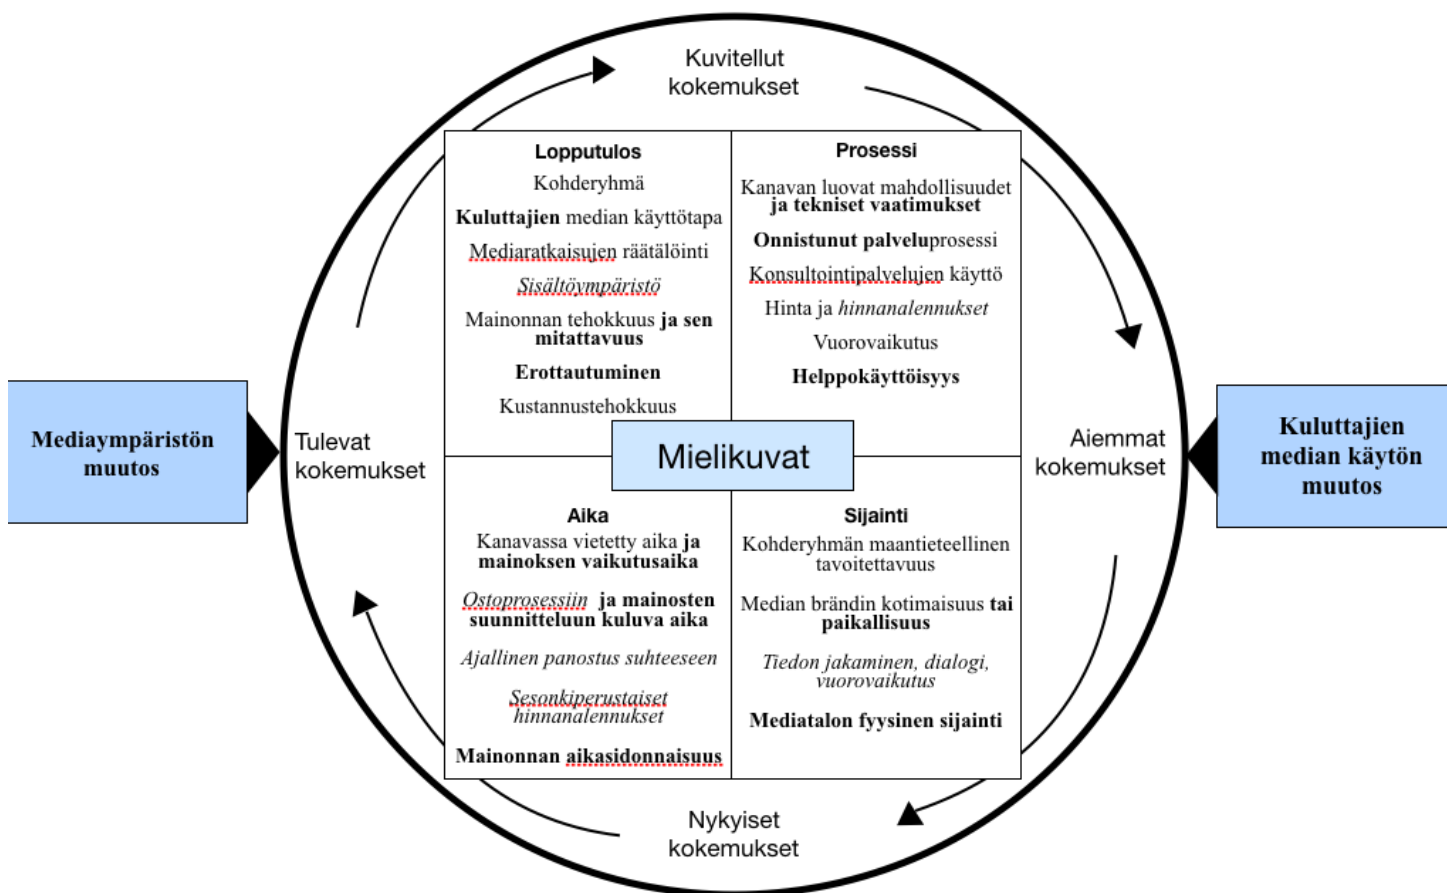 Kuvitellut
kokemukset
Lopputulos
Kohderyhmä
Kuluttajien median käyttötapa
Mediaratkaisujen räätälöinti
Sisältöympäristö
Mainonnan tehokkuus ja sen
mitattavuus
Erottautuminen
Kustannustehokkuus
Prosessi
Kanavan luovat mahdollisuudet
ja tekniset vaatimukset
Onnistunut palveluprosessi
Konsultointipalvelujen käyttö
Hinta ja hinnanalennukset
Vuorovaikutus
Helppokäyttöisyys
Mediaympäristön
muutos
Tulevat
kokemukset
Mielikuvat
Aiemmat
kokemukset
Kuluttajien
median käytön
muutos
Aika
Kanavassa vietetty aika ja
mainoksen vaikutusaika
Ostoprosessiin ja mainosten
suunnitteluun kuluva aika
Ajallinen panostus suhteeseen
Sesonkiperustaiset
hinnanalennukset
Mainonnan aikasidonnaisuus
Sijainti
Kohderyhmän maantieteellinen
tavoitettavuus
Median brändin kotimaisuus tai
paikallisuus
Tiedon jakaminen, dialogi,
vuorovaikutus
Mediatalon fyysinen sijainti
Nykyiset
kokemukset